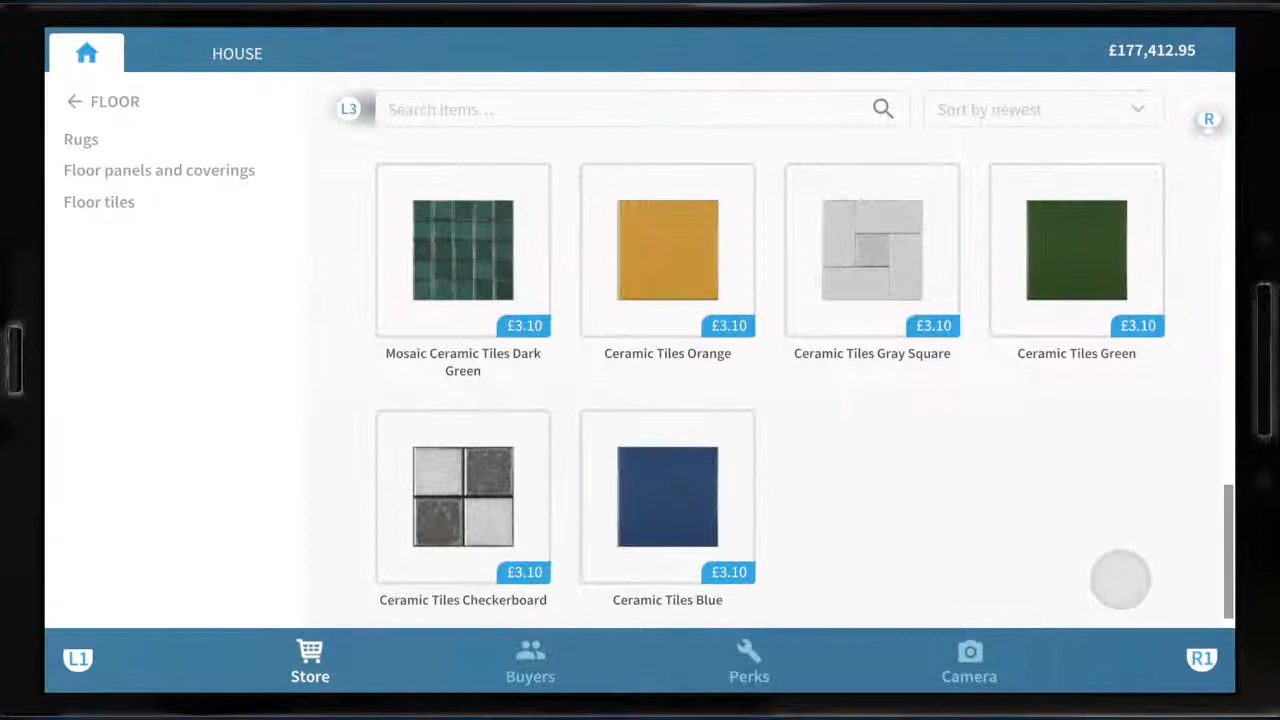 HOUSE
£177,412.95
FLOOR
Rugs
Floor panels and coverings
Floor tiles
L3
Search items...
Sort by newest
R
£3.10
£3.10
£3.10
£3.10
Mosaic Ceramic Tiles Dark
Green
Ceramic Tiles Orange
Ceramic Tiles Gray Square
Ceramic Tiles Green
£3.10
£3.10
Ceramic Tiles Checkerboard
Ceramic Tiles Blue
L1
Store
Buyers
Perks
Camera
R1